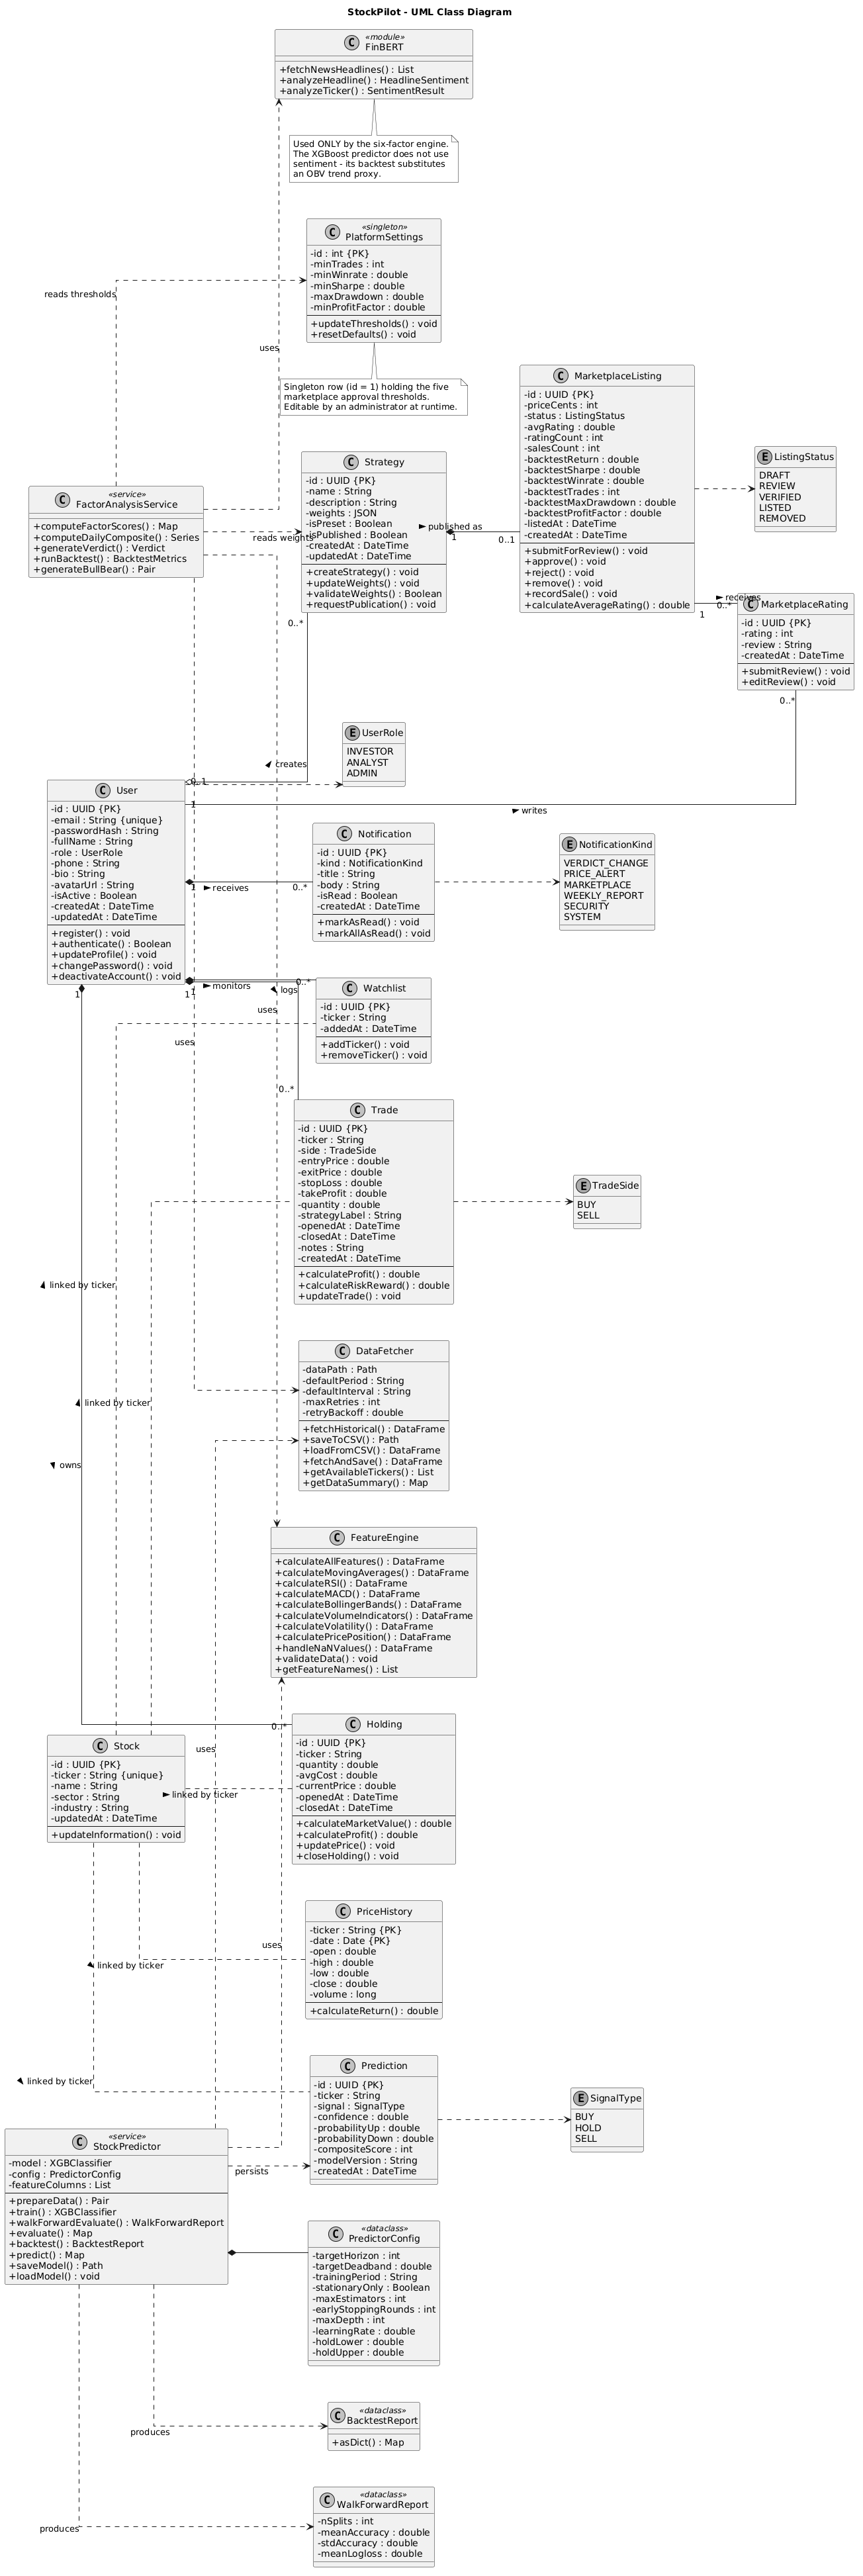 StockPilot - UML Class Diagram
C
«module»
FinBERT
+fetchNewsHeadlines() : List
+analyzeHeadline() : HeadlineSentiment
+analyzeTicker() : SentimentResult
Used ONLY by the six-factor engine.
The XGBoost predictor does not use
sentiment - its backtest substitutes
an OBV trend proxy.
C
«singleton»
PlatformSettings
-id : int {PK}
-minTrades : int
-minWinrate : double
-minSharpe : double
-maxDrawdown : double
-minProfitFactor : double
+updateThresholds() : void
+resetDefaults() : void
reads thresholds
uses
Singleton row (id = 1) holding the five
marketplace approval thresholds.
Editable by an administrator at runtime.
C MarketplaceListing
-id : UUID {PK}
-priceCents : int
-status : ListingStatus
-avgRating : double
-ratingCount : int
-salesCount : int
-backtestReturn : double
-backtestSharpe : double
-backtestWinrate : double
-backtestTrades : int
-backtestMaxDrawdown : double
-backtestProfitFactor : double
-listedAt : DateTime
-createdAt : DateTime
+submitForReview() : void
+approve() : void
+reject() : void
+remove() : void
+recordSale() : void
+calculateAverageRating() : double
E ListingStatus
DRAFT
REVIEW
VERIFIED
LISTED
REMOVED
C Strategy
-id : UUID {PK}
-name : String
-description : String
-weights : JSON
-isPreset : Boolean
-isPublished : Boolean
-createdAt : DateTime
-updatedAt : DateTime
+createStrategy() : void
+updateWeights() : void
+validateWeights() : Boolean
+requestPublication() : void
published as
1
0..1
C
«service»
FactorAnalysisService
+computeFactorScores() : Map
+computeDailyComposite() : Series
+generateVerdict() : Verdict
+runBacktest() : BacktestMetrics
+generateBullBear() : Pair
reads weights
receives
1
0..*
C MarketplaceRating
-id : UUID {PK}
-rating : int
-review : String
-createdAt : DateTime
+submitReview() : void
+editReview() : void
0..*
0..*
E UserRole
INVESTOR
ANALYST
ADMIN
creates
0..1
1
writes
C User
-id : UUID {PK}
-email : String {unique}
-passwordHash : String
-fullName : String
-role : UserRole
-phone : String
-bio : String
-avatarUrl : String
-isActive : Boolean
-createdAt : DateTime
-updatedAt : DateTime
+register() : void
+authenticate() : Boolean
+updateProfile() : void
+changePassword() : void
+deactivateAccount() : void
C Notification
-id : UUID {PK}
-kind : NotificationKind
-title : String
-body : String
-isRead : Boolean
-createdAt : DateTime
+markAsRead() : void
+markAllAsRead() : void
1
receives
0..*
E NotificationKind
VERDICT_CHANGE
PRICE_ALERT
MARKETPLACE
WEEKLY_REPORT
SECURITY
SYSTEM
1
1
1
monitors
logs
0..*
C Watchlist
-id : UUID {PK}
-ticker : String
-addedAt : DateTime
+addTicker() : void
+removeTicker() : void
uses
uses
0..*
C Trade
-id : UUID {PK}
-ticker : String
-side : TradeSide
-entryPrice : double
-exitPrice : double
-stopLoss : double
-takeProfit : double
-quantity : double
-strategyLabel : String
-openedAt : DateTime
-closedAt : DateTime
-notes : String
-createdAt : DateTime
+calculateProfit() : double
+calculateRiskReward() : double
+updateTrade() : void
E TradeSide
BUY
SELL
linked by ticker
C DataFetcher
-dataPath : Path
-defaultPeriod : String
-defaultInterval : String
-maxRetries : int
-retryBackoff : double
+fetchHistorical() : DataFrame
+saveToCSV() : Path
+loadFromCSV() : DataFrame
+fetchAndSave() : DataFrame
+getAvailableTickers() : List
+getDataSummary() : Map
linked by ticker
owns
C FeatureEngine
+calculateAllFeatures() : DataFrame
+calculateMovingAverages() : DataFrame
+calculateRSI() : DataFrame
+calculateMACD() : DataFrame
+calculateBollingerBands() : DataFrame
+calculateVolumeIndicators() : DataFrame
+calculateVolatility() : DataFrame
+calculatePricePosition() : DataFrame
+handleNaNValues() : DataFrame
+validateData() : void
+getFeatureNames() : List
0..*
C Holding
-id : UUID {PK}
-ticker : String
-quantity : double
-avgCost : double
-currentPrice : double
-openedAt : DateTime
-closedAt : DateTime
+calculateMarketValue() : double
+calculateProfit() : double
+updatePrice() : void
+closeHolding() : void
C Stock
-id : UUID {PK}
-ticker : String {unique}
-name : String
-sector : String
-industry : String
-updatedAt : DateTime
+updateInformation() : void
uses
linked by ticker
C PriceHistory
-ticker : String {PK}
-date : Date {PK}
-open : double
-high : double
-low : double
-close : double
-volume : long
+calculateReturn() : double
uses
linked by ticker
C Prediction
-id : UUID {PK}
-ticker : String
-signal : SignalType
-confidence : double
-probabilityUp : double
-probabilityDown : double
-compositeScore : int
-modelVersion : String
-createdAt : DateTime
linked by ticker
E SignalType
BUY
HOLD
SELL
C
«service»
StockPredictor
-model : XGBClassifier
-config : PredictorConfig
-featureColumns : List
+prepareData() : Pair
+train() : XGBClassifier
+walkForwardEvaluate() : WalkForwardReport
+evaluate() : Map
+backtest() : BacktestReport
+predict() : Map
+saveModel() : Path
+loadModel() : void
persists
C
«dataclass»
PredictorConfig
-targetHorizon : int
-targetDeadband : double
-trainingPeriod : String
-stationaryOnly : Boolean
-maxEstimators : int
-earlyStoppingRounds : int
-maxDepth : int
-learningRate : double
-holdLower : double
-holdUpper : double
C
«dataclass»
BacktestReport
+asDict() : Map
produces
C
«dataclass»
WalkForwardReport
-nSplits : int
-meanAccuracy : double
-stdAccuracy : double
-meanLogloss : double
produces